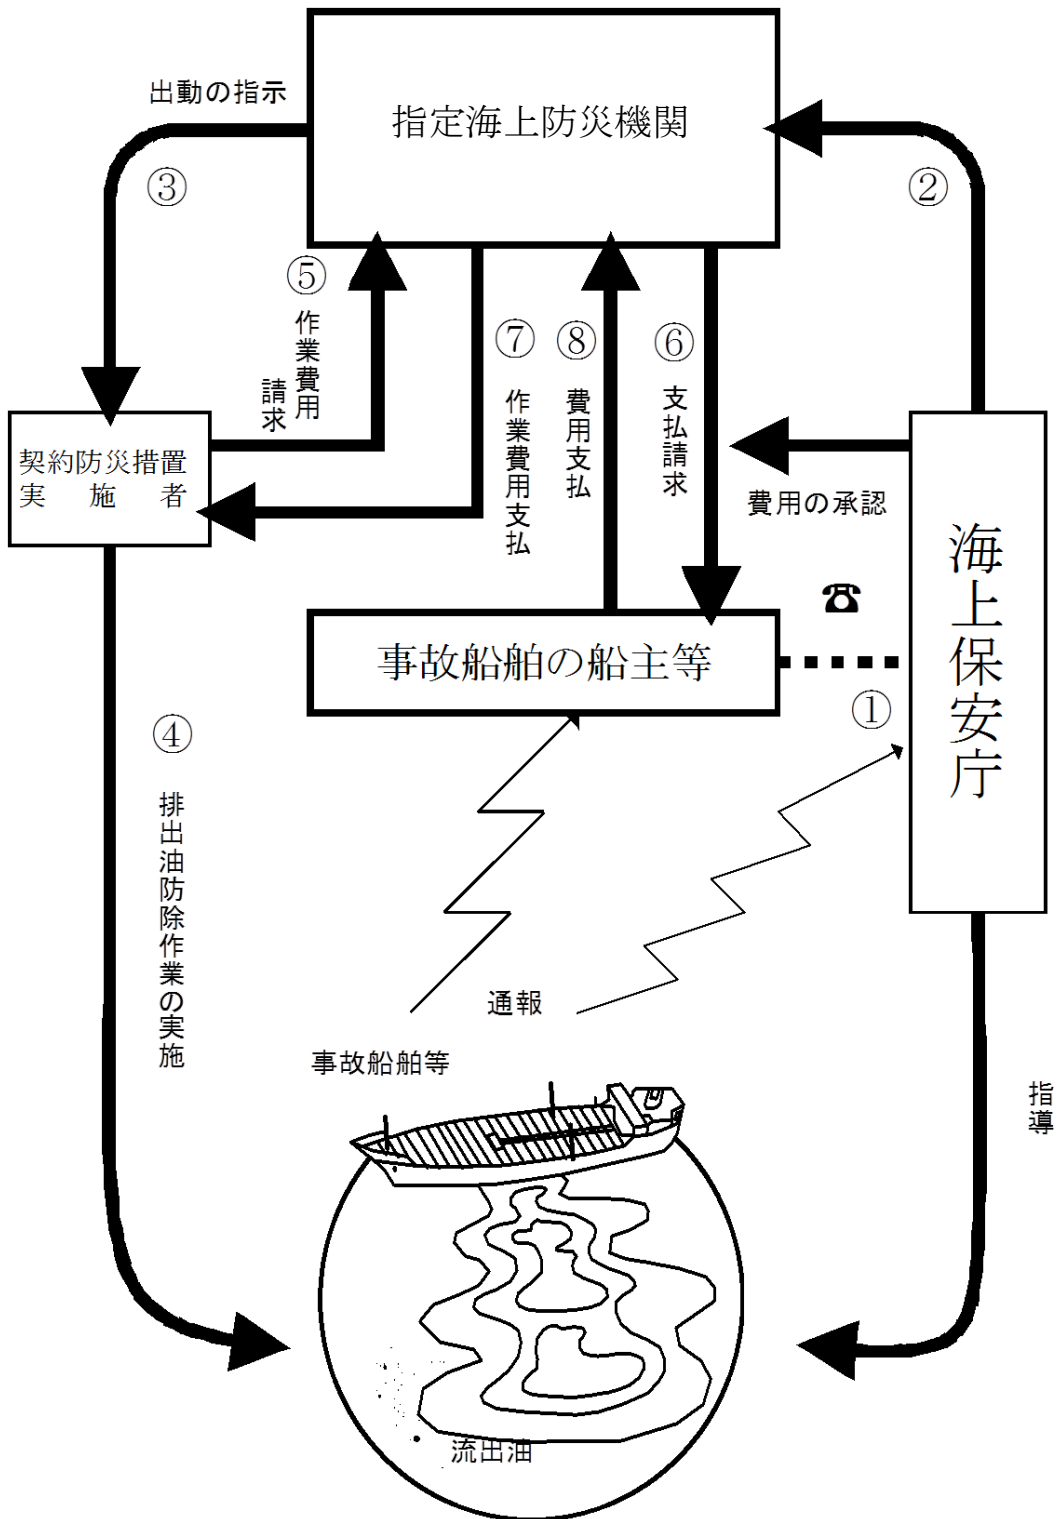 指定海上防災機関
出動の指示
③
②
⑤
作業費用
請求
⑦
作業費用支払
⑧
費用支払
⑥
支払請求
費用の承認
契約防災措置
実施者
海上保安庁
☎
事故船舶の船主等
①
④
排出油防除作業の実施
通報
事故船舶等
指導
流出油